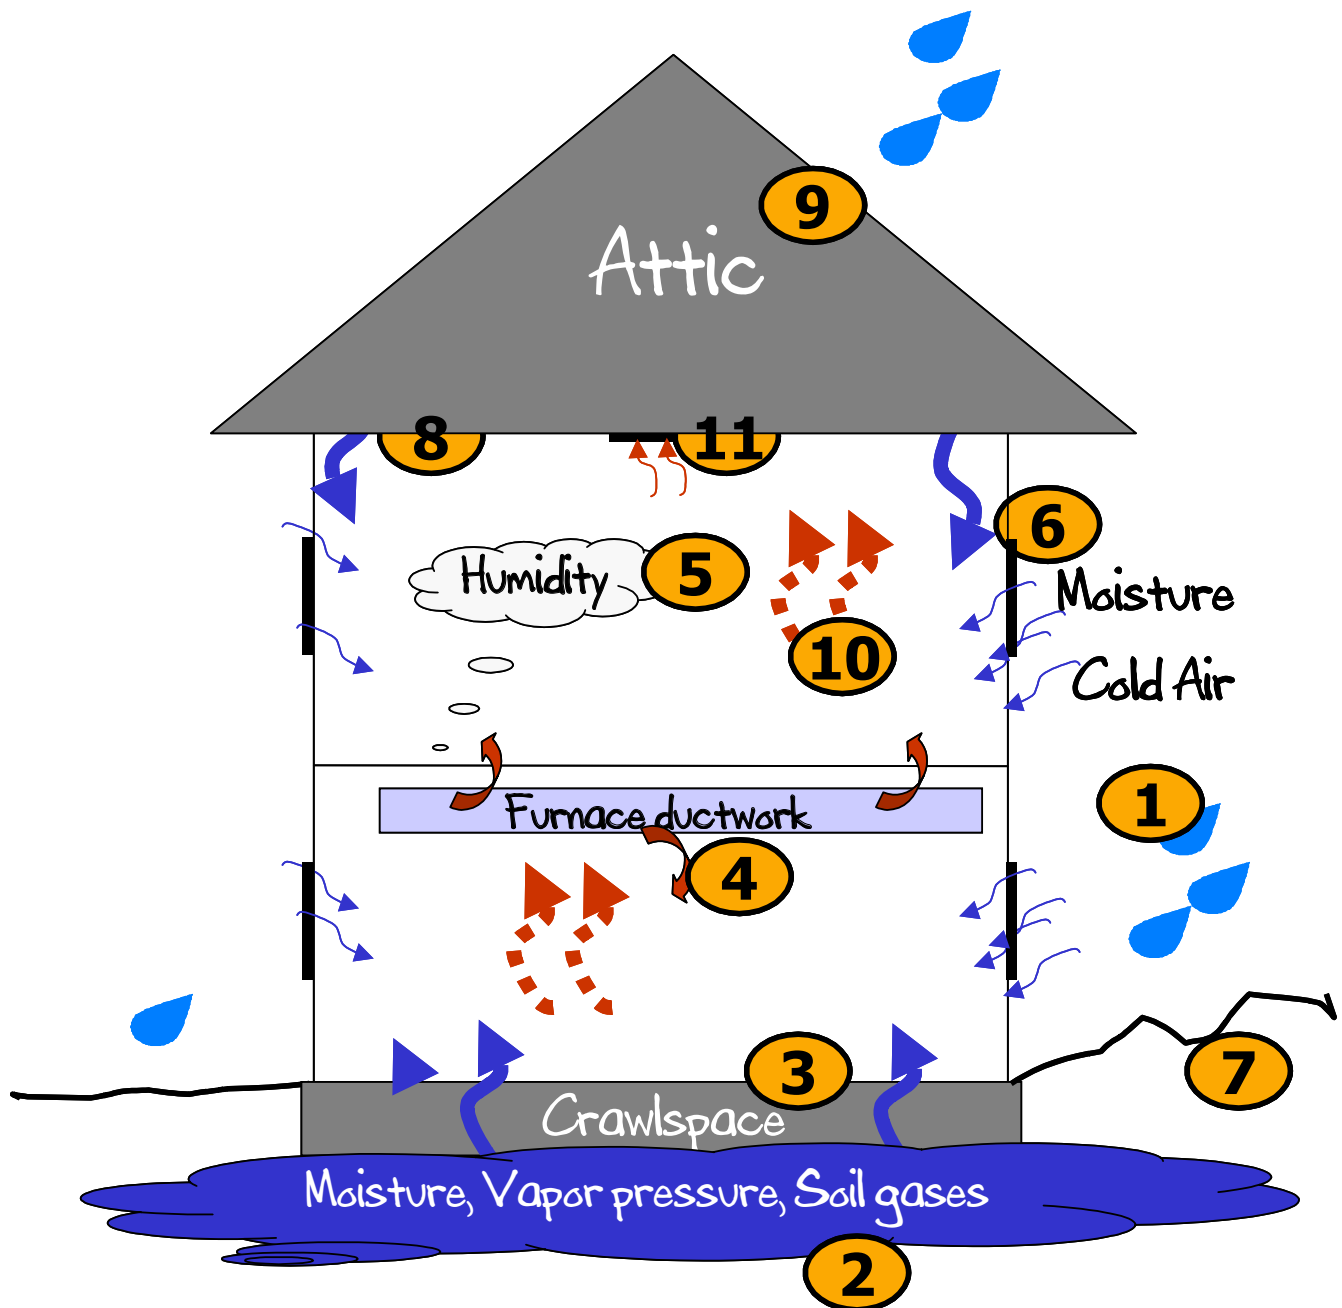 9
Attic
8
11
6
Humidity
5
Moisture
10
Cold Air
Furnace ductwork
1
4
3
7
Crawlspace
Moisture, Vapor pressure, Soil gases
2